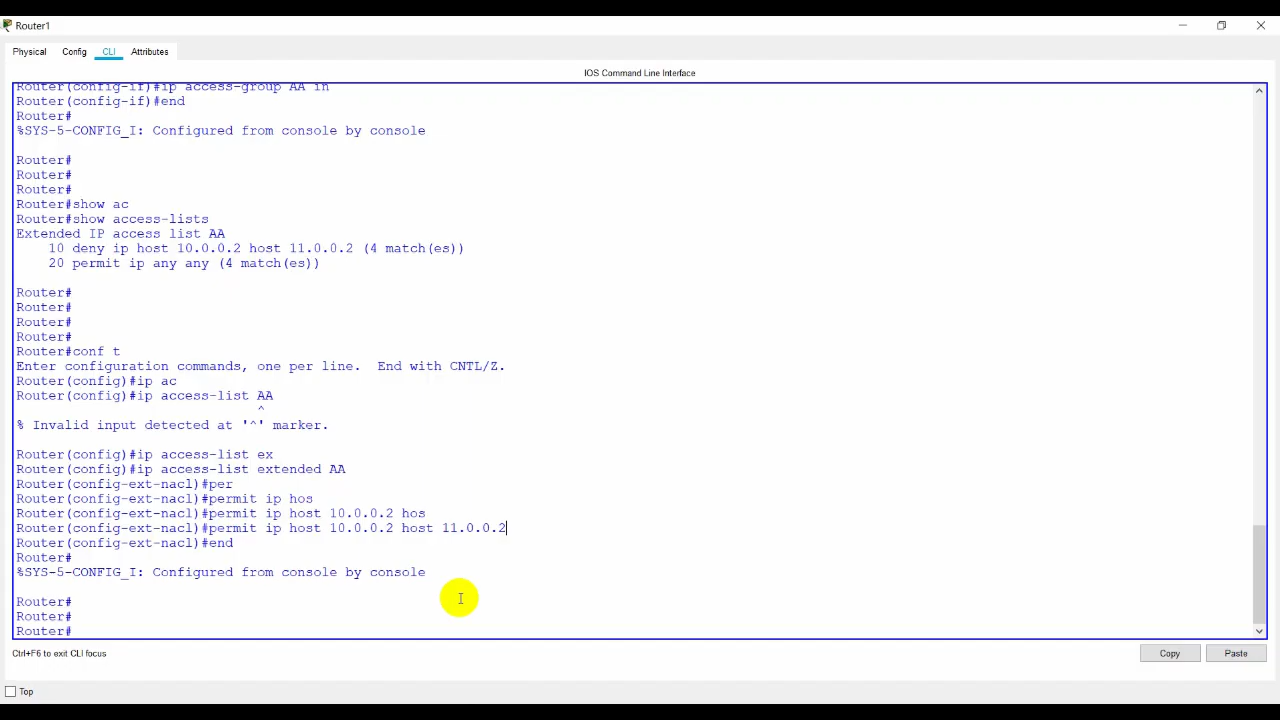 Router1
Physical Config CLI Attributes
IOS Command Line Interface
Router(config-if)#ip access-group AA in
Router(config-if)#end
Router#
%SYS-5-CONFIG_I: Configured from console by console
Router#
Router#
Router#
Router#show ac
Router#show access-lists
Extended IP access list AA
10 deny ip host 10.0.0.2 host 11.0.0.2 (4 match(es))
20 permit ip any any (4 match(es))
Router#
Router#
Router#
Router#
Router#conf t
Enter configuration commands, one per line. End with CNTL/Z.
Router(config)#ip ac
Router(config)#ip access-list AA
^
% Invalid input detected at '^' marker.
Router(config)#ip access-list ex
Router(config)#ip access-list extended AA
Router(config-ext-nacl)#per
Router(config-ext-nacl)#permit ip hos
Router(config-ext-nacl)#permit ip host 10.0.0.2 hos
Router(config-ext-nacl)#permit ip host 10.0.0.2 host 11.0.0.2
Router(config-ext-nacl)#end
Router#
%SYS-5-CONFIG_I: Configured from console by console
Router#
Router#
Router#
Ctrl+F6 to exit CLI focus
Copy Paste
Top